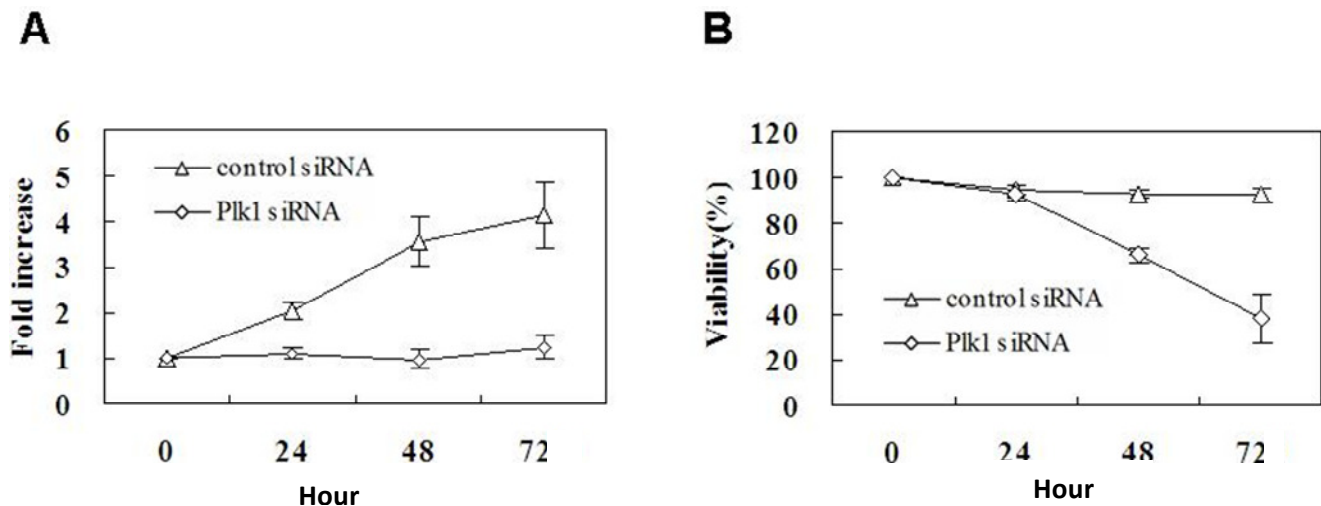 A
B
6
5
4
3
2
1
0
Fold increase
control siRNA
Plk1 siRNA
0 24 48 72
Hour
120
100
80
60
40
20
0
Viability(%)
control siRNA
Plk1 siRNA
0 24 48 72
Hour